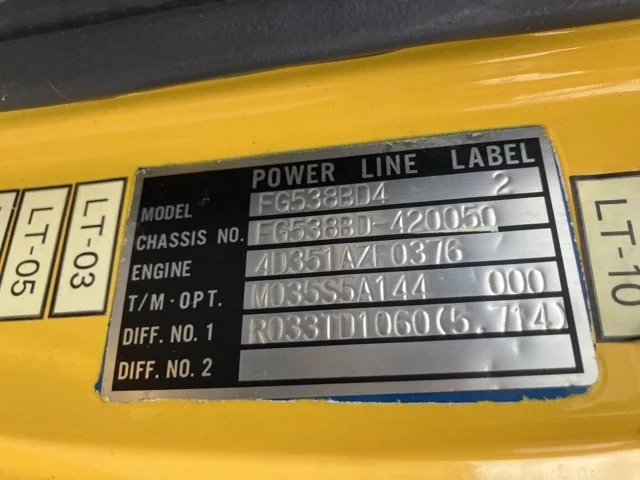 POWER LINE LABEL
MODEL FG538BD4 2
CHASSIS NO. FG538BD-420050
ENGINE 4D351AZF0376
T/M·OPT. M035S5A144 000
DIFF. NO. 1 R033TD1060(5.714)
DIFF. NO. 2
LT-05
LT-03
LT-10